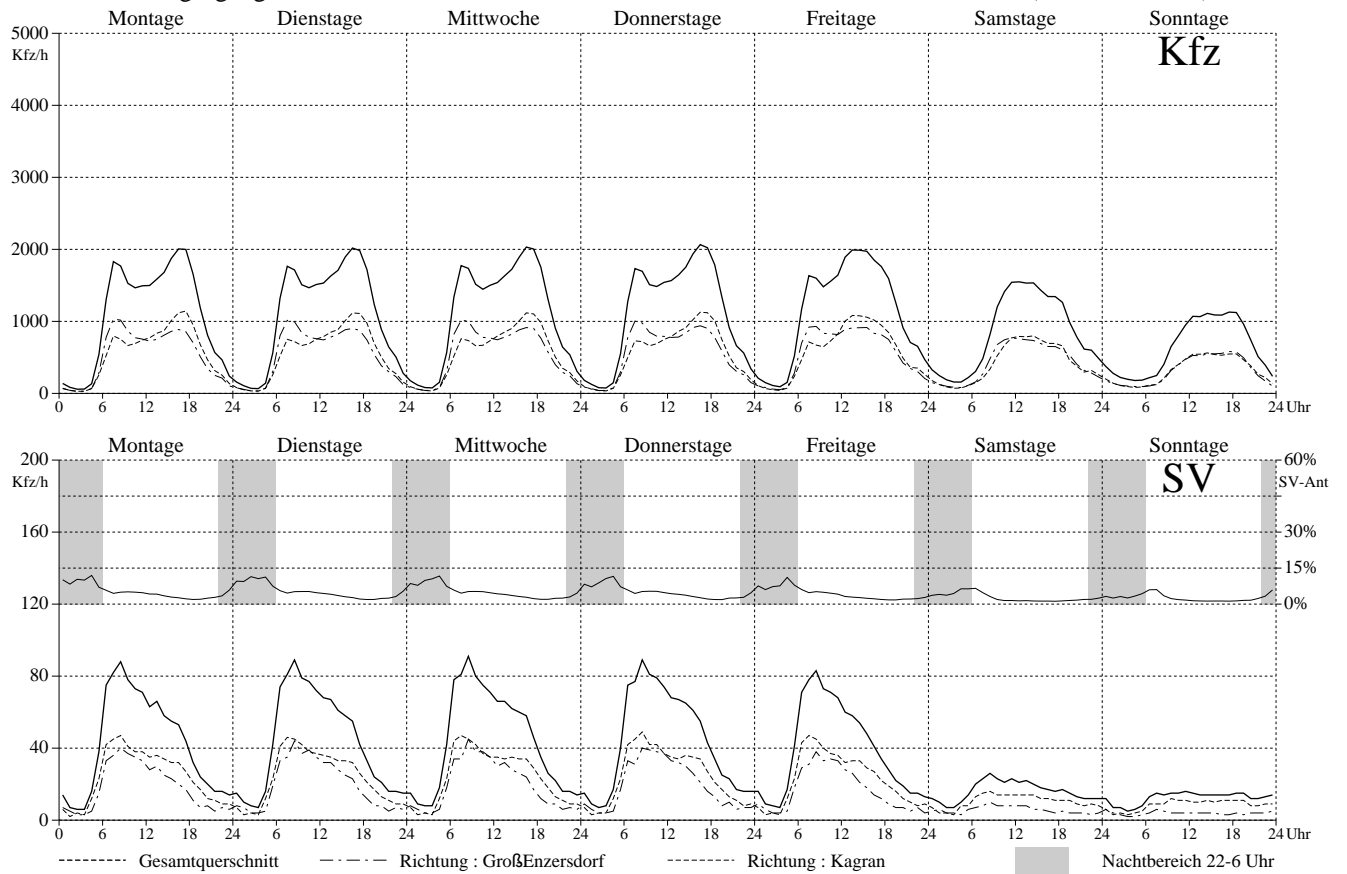 Montage Dienstage Mittwoche Donnerstage Freitage Samstage Sonntage
5000
Kfz/h
Kfz
4000
3000
2000
1000
0
0 6 12 18 24 6 12 18 24 6 12 18 24 6 12 18 24 6 12 18 24 6 12 18 24 6 12 18 24 Uhr
Montage Dienstage Mittwoche Donnerstage Freitage Samstage Sonntage
200 60%
Kfz/h SV SV-Ant
160 30%
15%
120 0%
80
40
0
0 6 12 18 24 6 12 18 24 6 12 18 24 6 12 18 24 6 12 18 24 6 12 18 24 6 12 18 24 Uhr
Gesamtquerschnitt Richtung : GroßEnzersdorf Richtung : Kagran Nachtbereich 22-6 Uhr